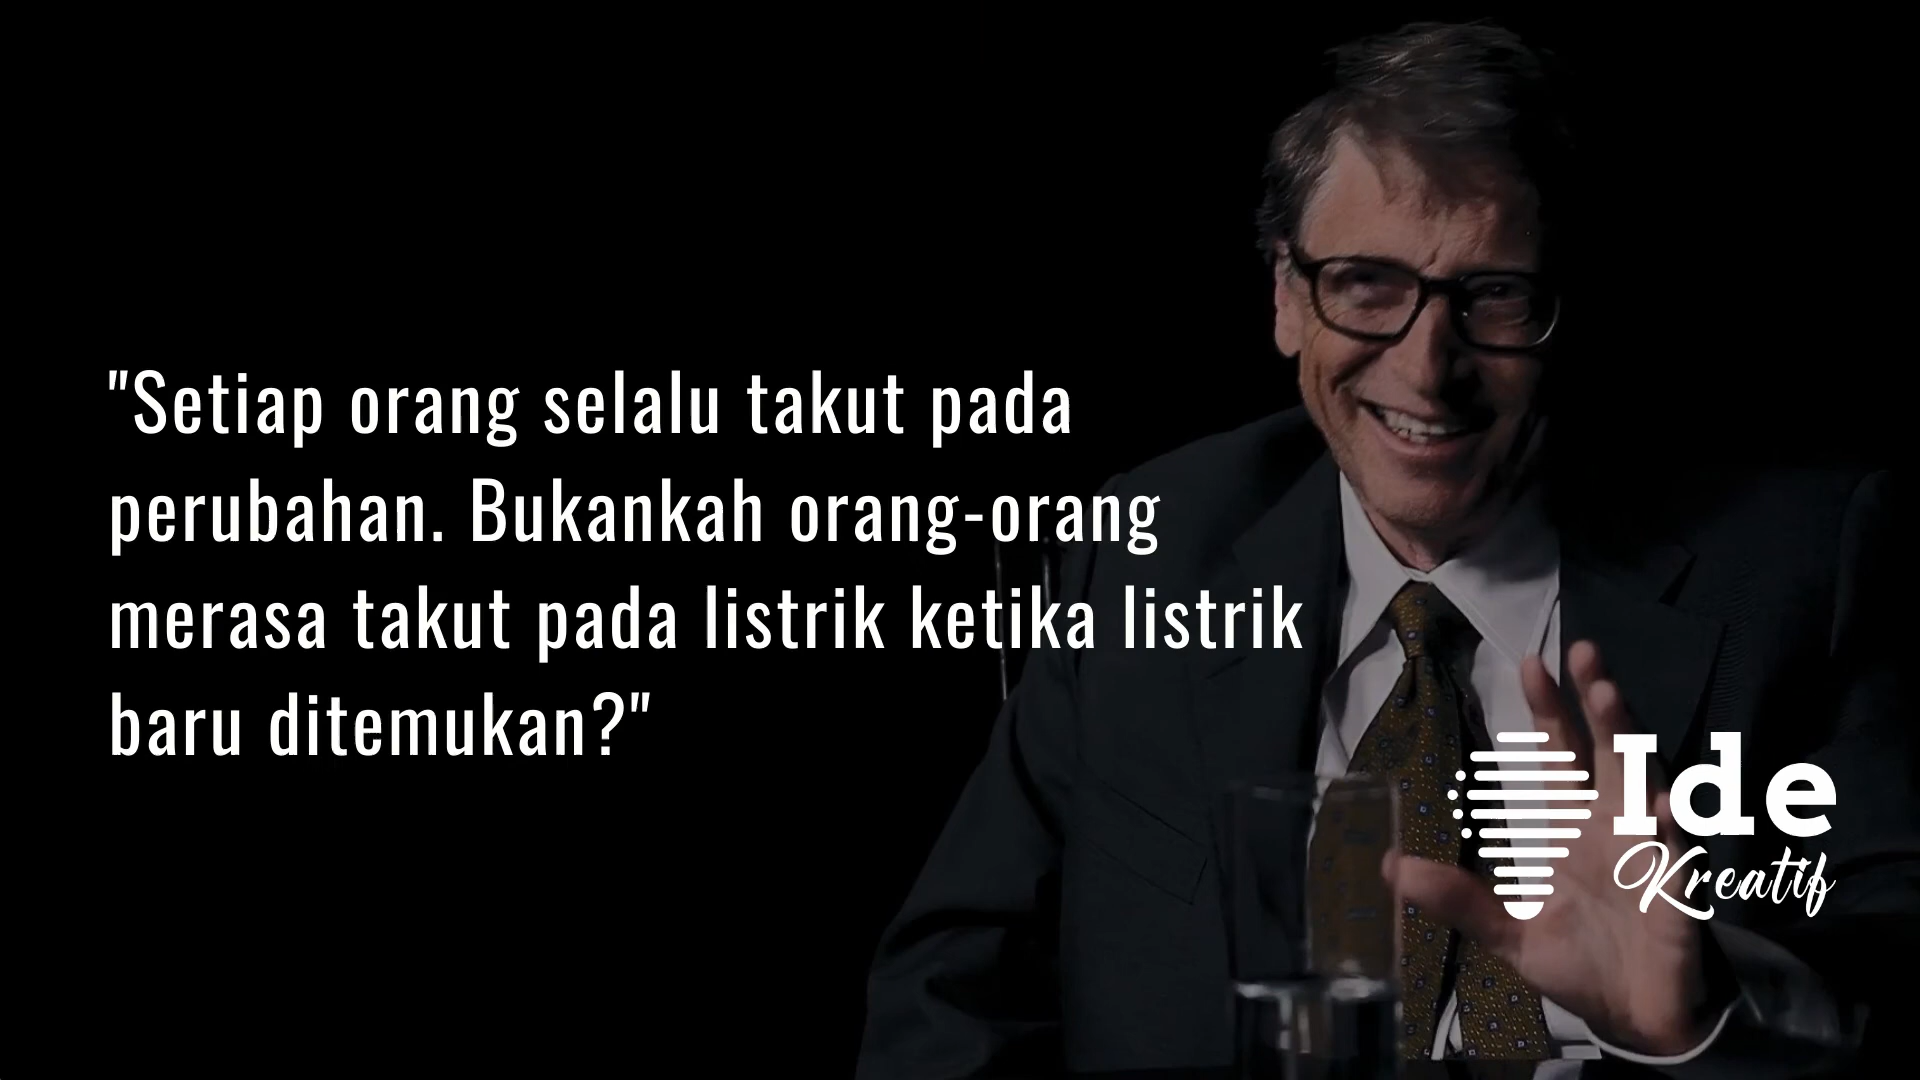 "Setiap orang selalu takut pada
perubahan. Bukankah orang-orang
merasa takut pada listrik ketika listrik
baru ditemukan?"
Ide
Kreatif